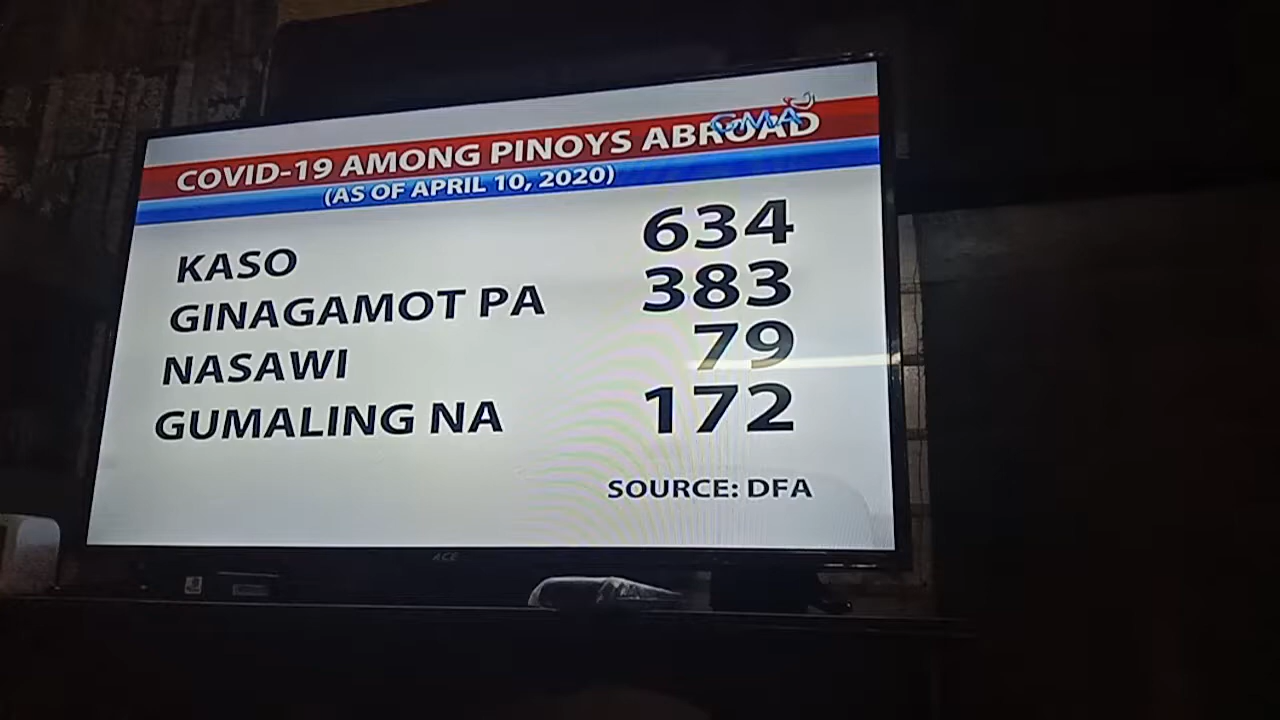 GMA
COVID-19 AMONG PINOYS ABROAD
(AS OF APRIL 10, 2020)
KASO 634
GINAGAMOT PA 383
NASAWI 79
GUMALING NA 172
SOURCE: DFA
ACE